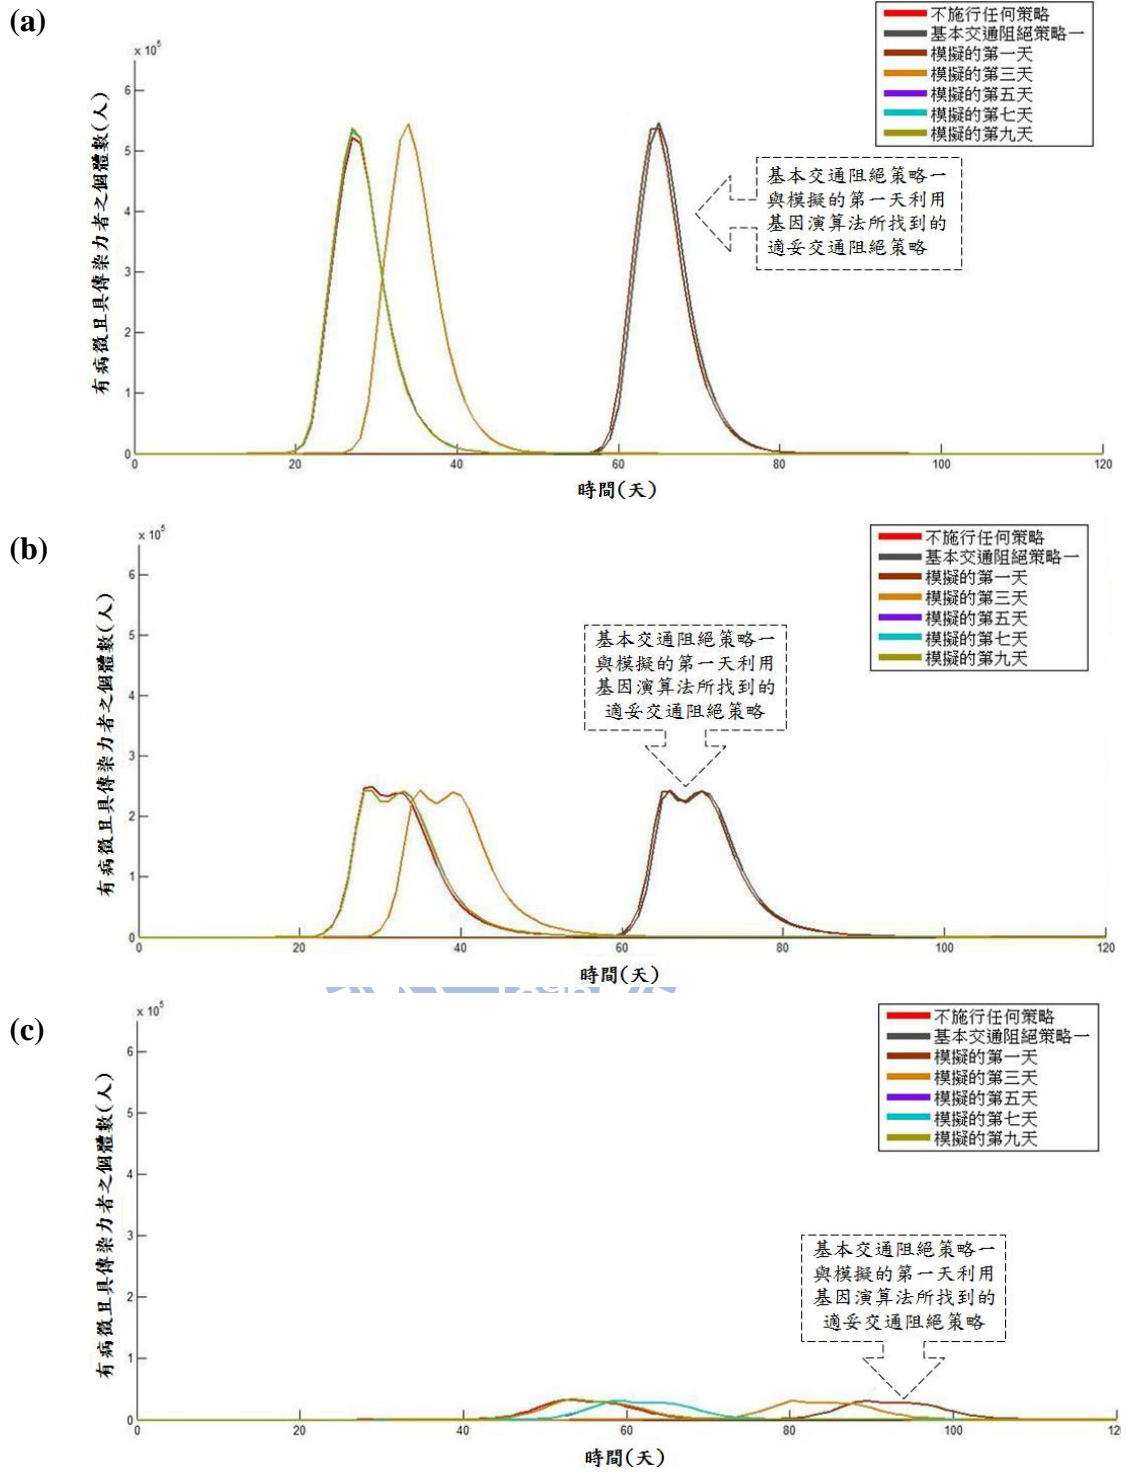 (a)
不施行任何策略
基本交通阻絕策略一
模擬的第一天
模擬的第三天
模擬的第五天
模擬的第七天
模擬的第九天
x 10^5
6
5
4
3
2
1
0
有病徵且具傳染力者之個體數(人)
基本交通阻絕策略一
與模擬的第一天利用
基因演算法所找到的
適妥交通阻絕策略
0 20 40 60 80 100 120
時間(天)
(b)
不施行任何策略
基本交通阻絕策略一
模擬的第一天
模擬的第三天
模擬的第五天
模擬的第七天
模擬的第九天
x 10^5
6
5
4
3
2
1
0
有病徵且具傳染力者之個體數(人)
基本交通阻絕策略一
與模擬的第一天利用
基因演算法所找到的
適妥交通阻絕策略
0 20 40 60 80 100 120
時間(天)
(c)
不施行任何策略
基本交通阻絕策略一
模擬的第一天
模擬的第三天
模擬的第五天
模擬的第七天
模擬的第九天
x 10^5
6
5
4
3
2
1
0
有病徵且具傳染力者之個體數(人)
基本交通阻絕策略一
與模擬的第一天利用
基因演算法所找到的
適妥交通阻絕策略
0 20 40 60 80 100 120
時間(天)